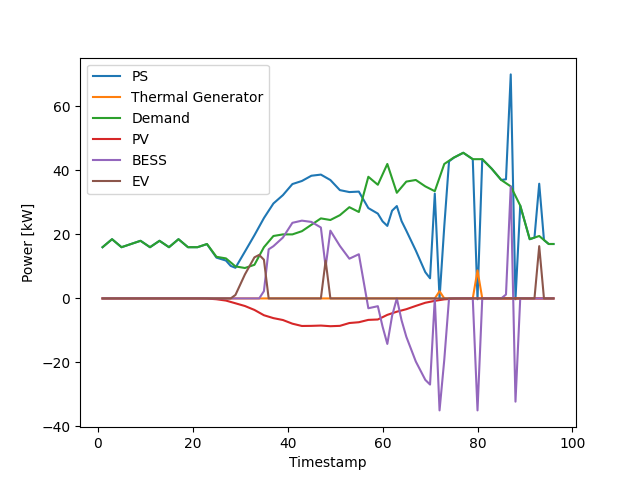 PS
Thermal Generator
Demand
PV
BESS
EV
60
40
20
0
−20
−40
Power [kW]
0 20 40 60 80 100
Timestamp